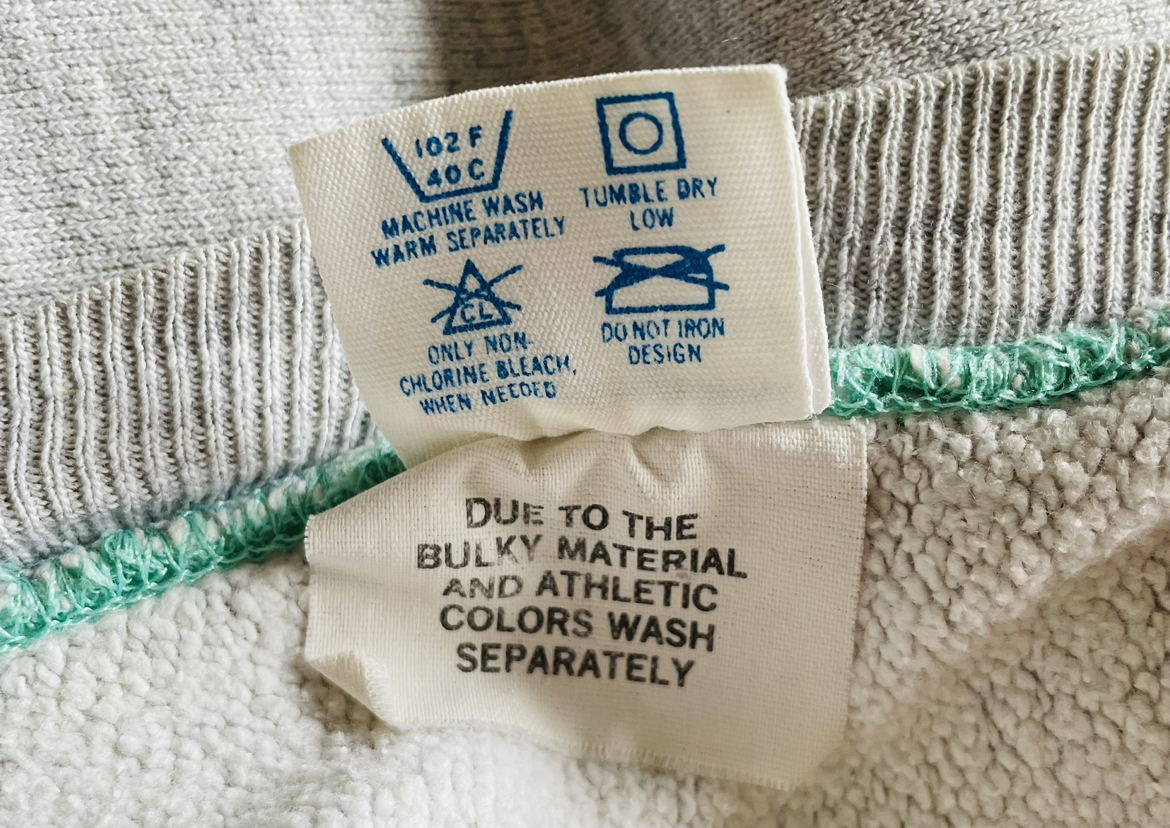 102 F
40 C
MACHINE WASH
WARM SEPARATELY
TUMBLE DRY
LOW
CL
ONLY NON-
CHLORINE BLEACH,
WHEN NEEDED
DO NOT IRON
DESIGN
DUE TO THE
BULKY MATERIAL
AND ATHLETIC
COLORS WASH
SEPARATELY